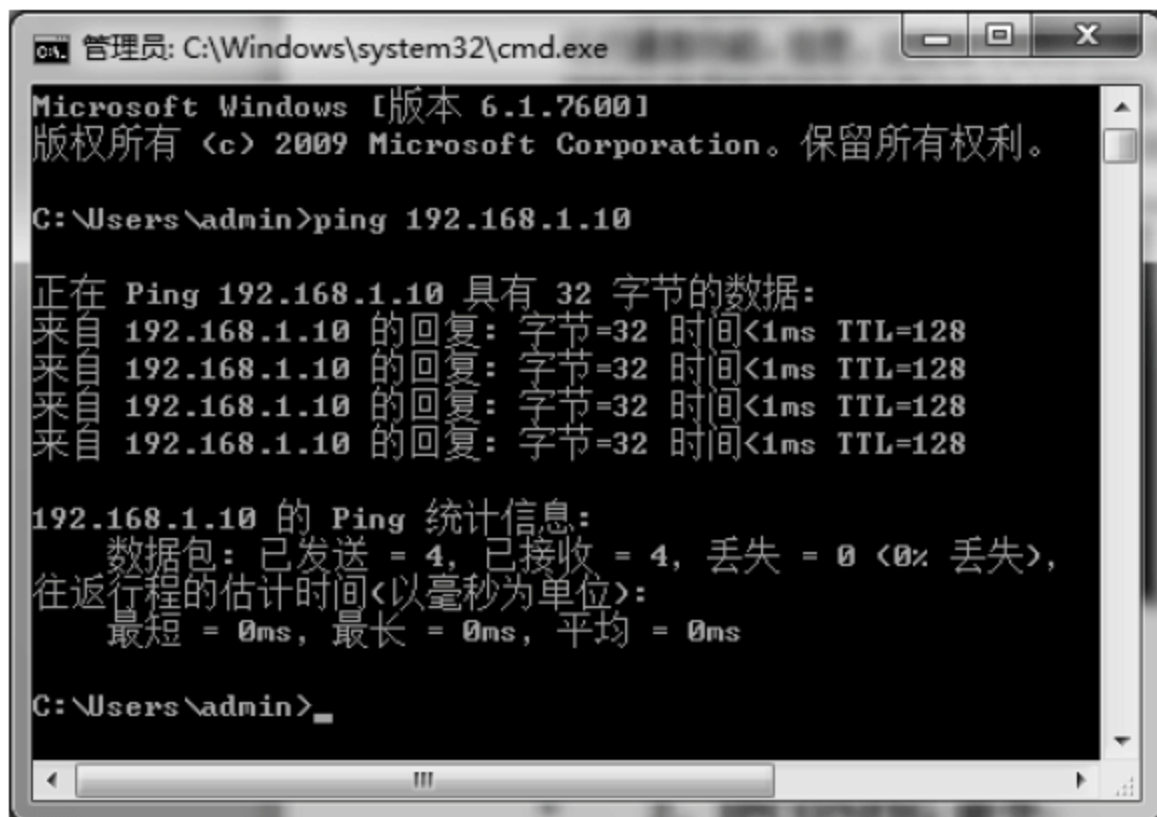 管理员: C:\Windows\system32\cmd.exe
Microsoft Windows [版本 6.1.7600]
版权所有 (c) 2009 Microsoft Corporation。保留所有权利。
C:\Users\admin>ping 192.168.1.10
正在 Ping 192.168.1.10 具有 32 字节的数据:
来自 192.168.1.10 的回复: 字节=32 时间<1ms TTL=128
来自 192.168.1.10 的回复: 字节=32 时间<1ms TTL=128
来自 192.168.1.10 的回复: 字节=32 时间<1ms TTL=128
来自 192.168.1.10 的回复: 字节=32 时间<1ms TTL=128
192.168.1.10 的 Ping 统计信息:
数据包: 已发送 = 4, 已接收 = 4, 丢失 = 0 (0% 丢失),
往返行程的估计时间(以毫秒为单位):
最短 = 0ms, 最长 = 0ms, 平均 = 0ms
C:\Users\admin>